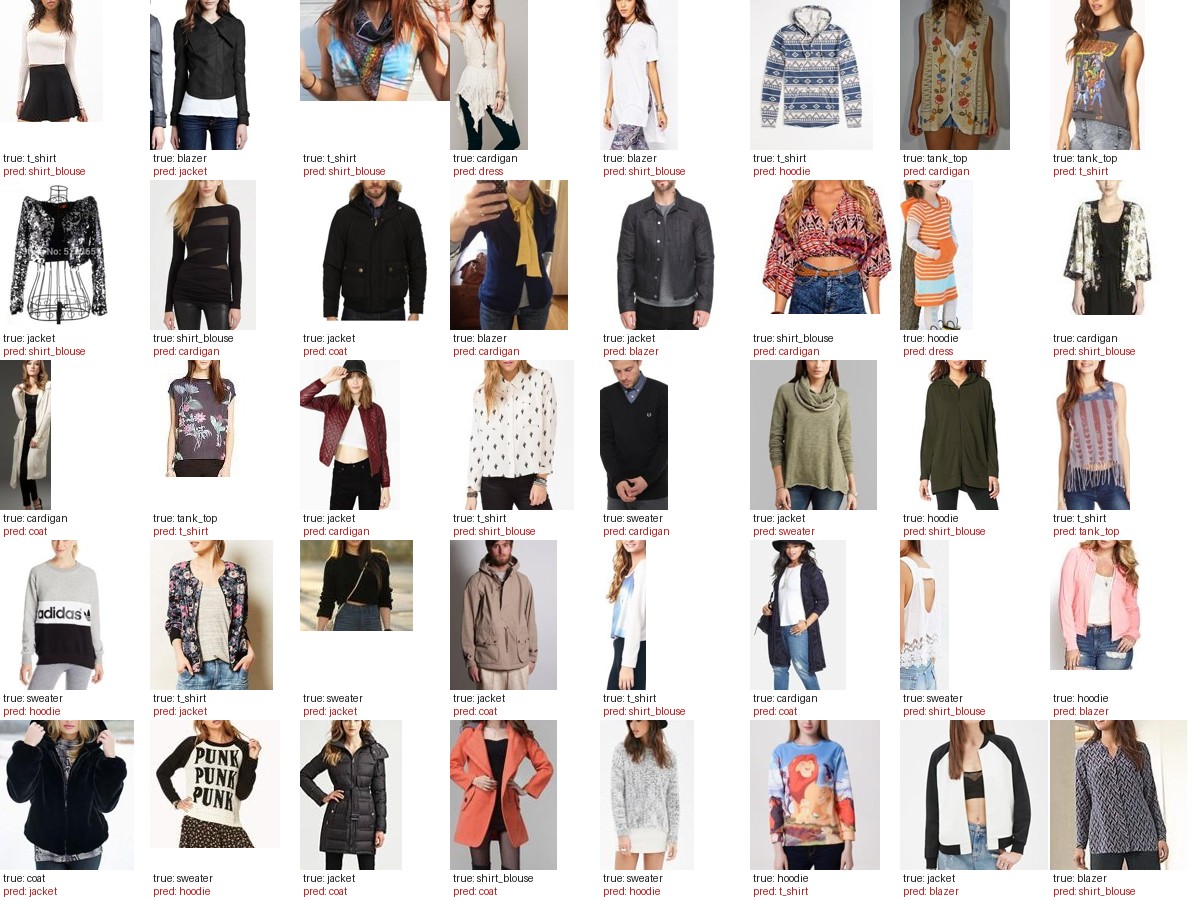 true: t_shirt
pred: shirt_blouse
true: blazer
pred: jacket
true: t_shirt
pred: shirt_blouse
true: cardigan
pred: dress
true: blazer
pred: shirt_blouse
true: t_shirt
pred: hoodie
true: tank_top
pred: cardigan
true: tank_top
pred: t_shirt
true: jacket
pred: shirt_blouse
true: shirt_blouse
pred: cardigan
true: jacket
pred: coat
true: blazer
pred: cardigan
true: jacket
pred: blazer
true: shirt_blouse
pred: cardigan
true: hoodie
pred: dress
true: cardigan
pred: shirt_blouse
true: cardigan
pred: coat
true: tank_top
pred: t_shirt
true: jacket
pred: cardigan
true: t_shirt
pred: shirt_blouse
true: sweater
pred: cardigan
true: jacket
pred: sweater
true: hoodie
pred: shirt_blouse
true: t_shirt
pred: tank_top
adidas
true: sweater
pred: hoodie
true: t_shirt
pred: jacket
true: sweater
pred: jacket
true: jacket
pred: coat
true: t_shirt
pred: shirt_blouse
true: cardigan
pred: coat
true: sweater
pred: shirt_blouse
true: hoodie
pred: blazer
true: coat
pred: jacket
PUNK
PUNK
PUNK
true: sweater
pred: hoodie
true: jacket
pred: coat
true: shirt_blouse
pred: coat
true: sweater
pred: hoodie
true: hoodie
pred: t_shirt
true: jacket
pred: blazer
true: blazer
pred: shirt_blouse